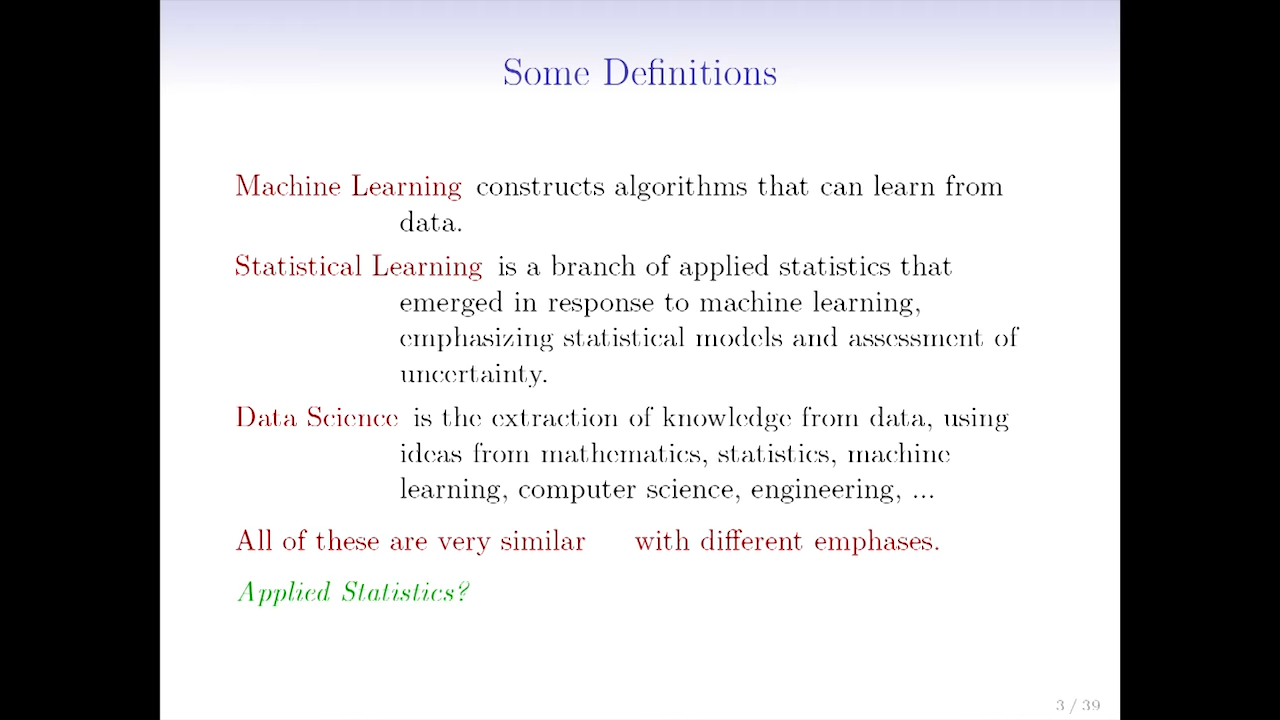 Some Definitions
Machine Learning constructs algorithms that can learn from
data.
Statistical Learning is a branch of applied statistics that
emerged in response to machine learning,
emphasizing statistical models and assessment of
uncertainty.
Data Science is the extraction of knowledge from data, using
ideas from mathematics, statistics, machine
learning, computer science, engineering, ...
All of these are very similar with different emphases.
Applied Statistics?
3 / 39